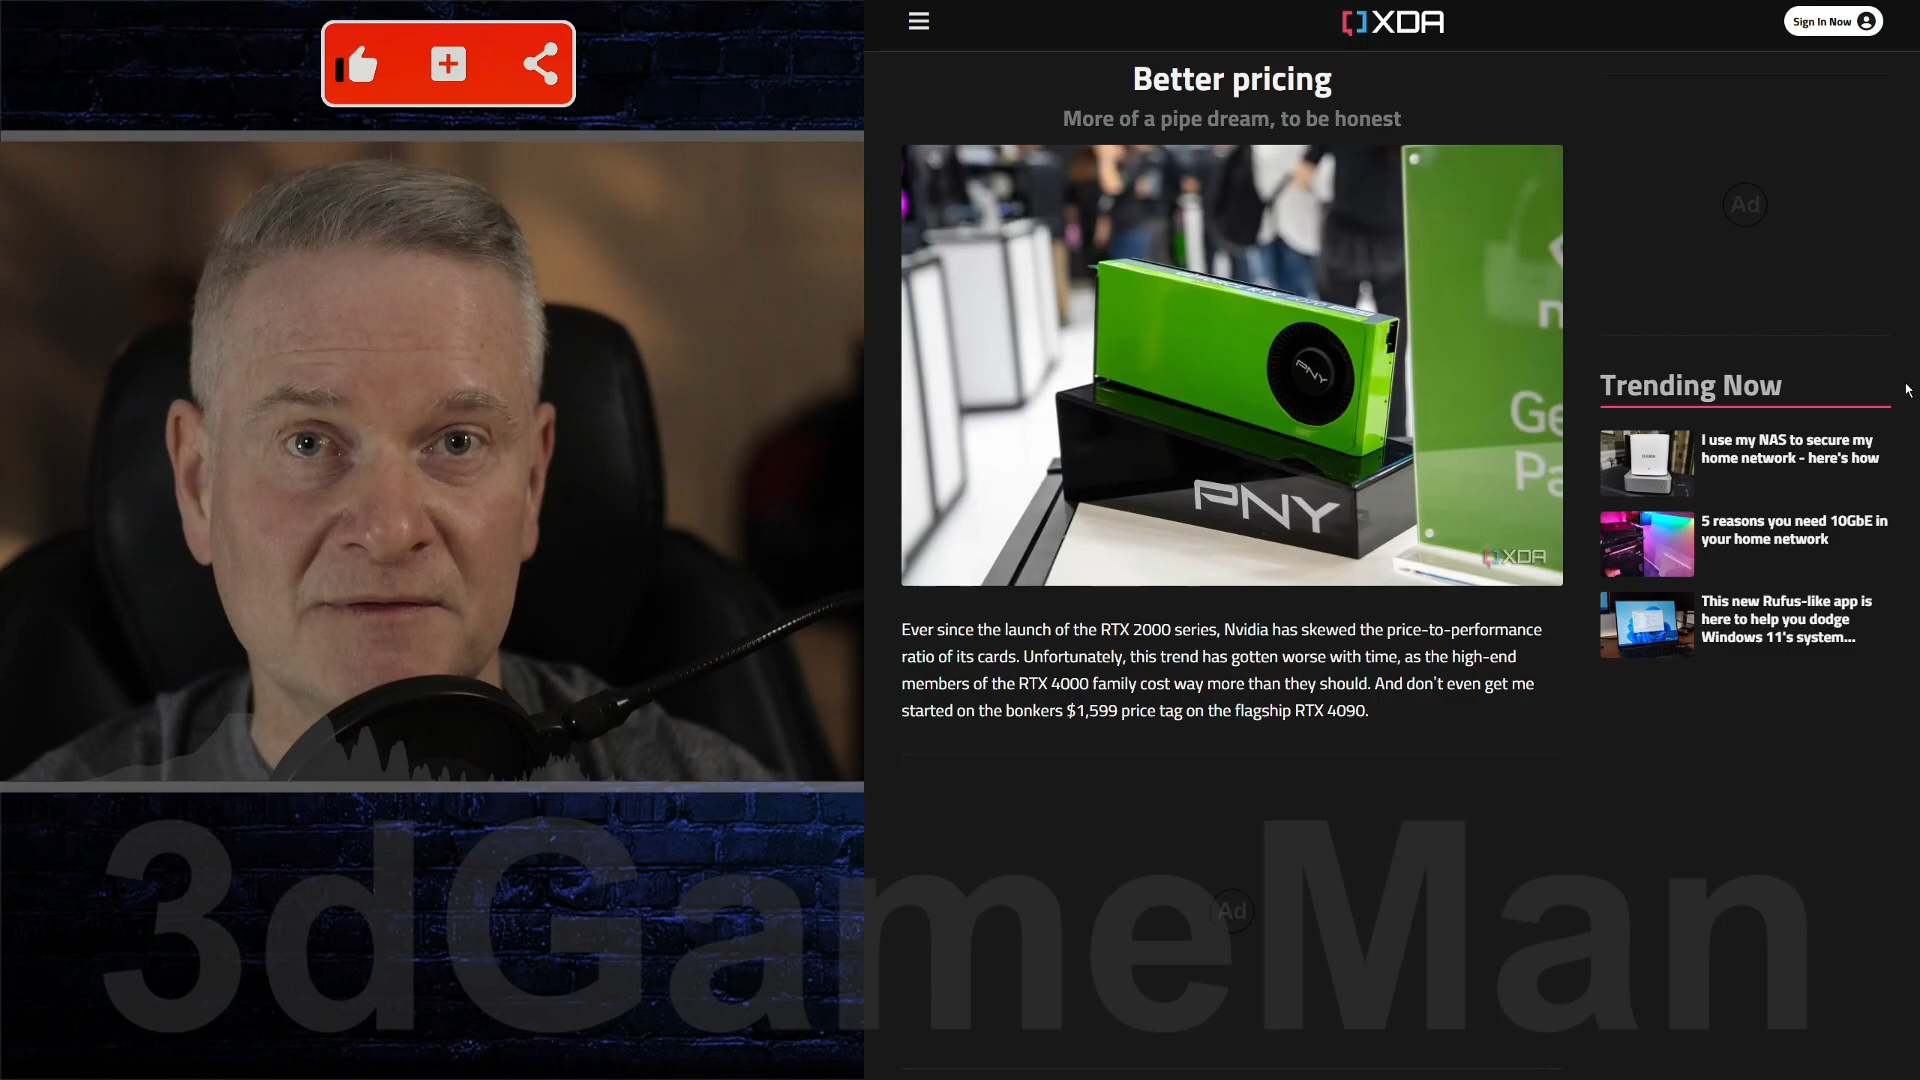 XDA
Sign In Now
Better pricing
More of a pipe dream, to be honest
PNY
PNY
XDA
Ever since the launch of the RTX 2000 series, Nvidia has skewed the price-to-performance
ratio of its cards. Unfortunately, this trend has gotten worse with time, as the high-end
members of the RTX 4000 family cost way more than they should. And don't even get me
started on the bonkers $1,599 price tag on the flagship RTX 4090.
Ad
Trending Now
I use my NAS to secure my
home network - here's how
5 reasons you need 10GbE in
your home network
This new Rufus-like app is
here to help you dodge
Windows 11's system...
Ad
3dGameMan